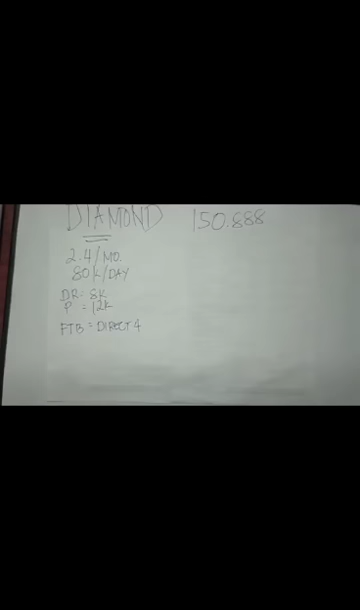 DIAMOND 150.888
2.4/MO.
80K/DAY
DR: 8K
P = 12K
FTB = DIRECT 4